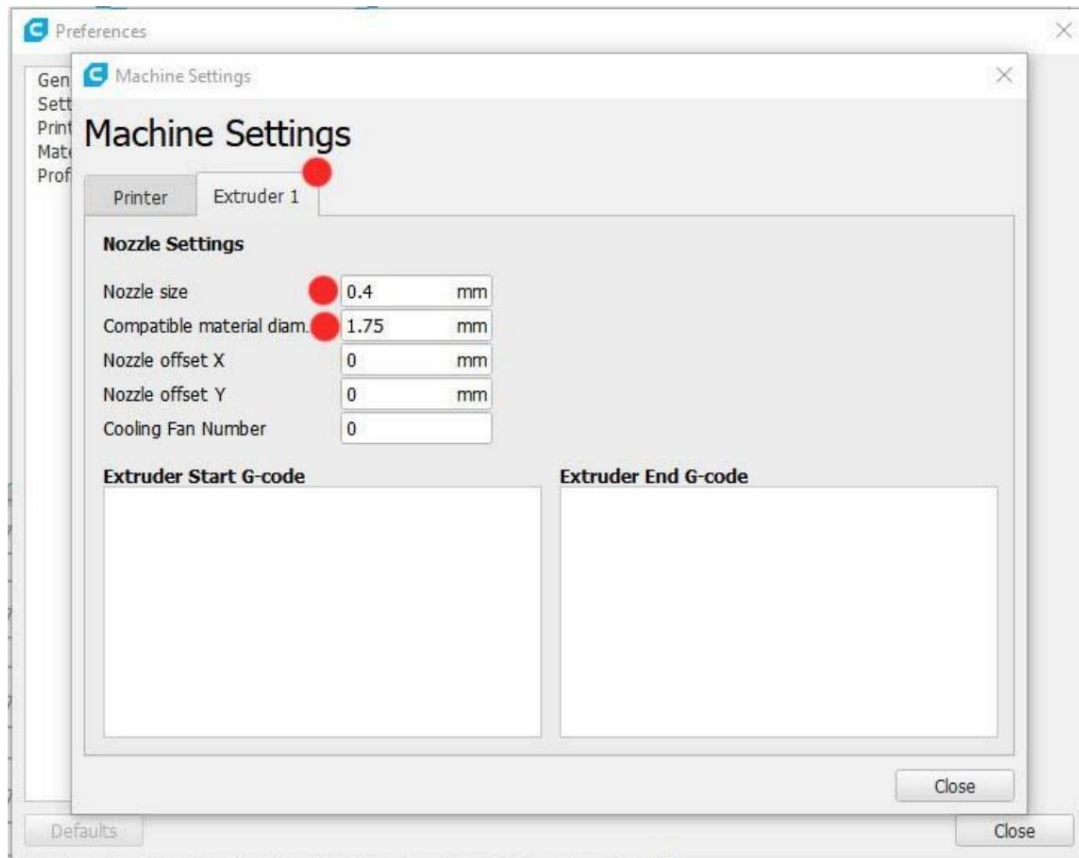 Preferences
Machine Settings
Gen
Sett
Print
Mate
Prof
Machine Settings
Printer
Extruder 1
Nozzle Settings
Nozzle size 0.4 mm
Compatible material diam. 1.75 mm
Nozzle offset X 0 mm
Nozzle offset Y 0 mm
Cooling Fan Number 0
Extruder Start G-code
Extruder End G-code
Close
Defaults
Close